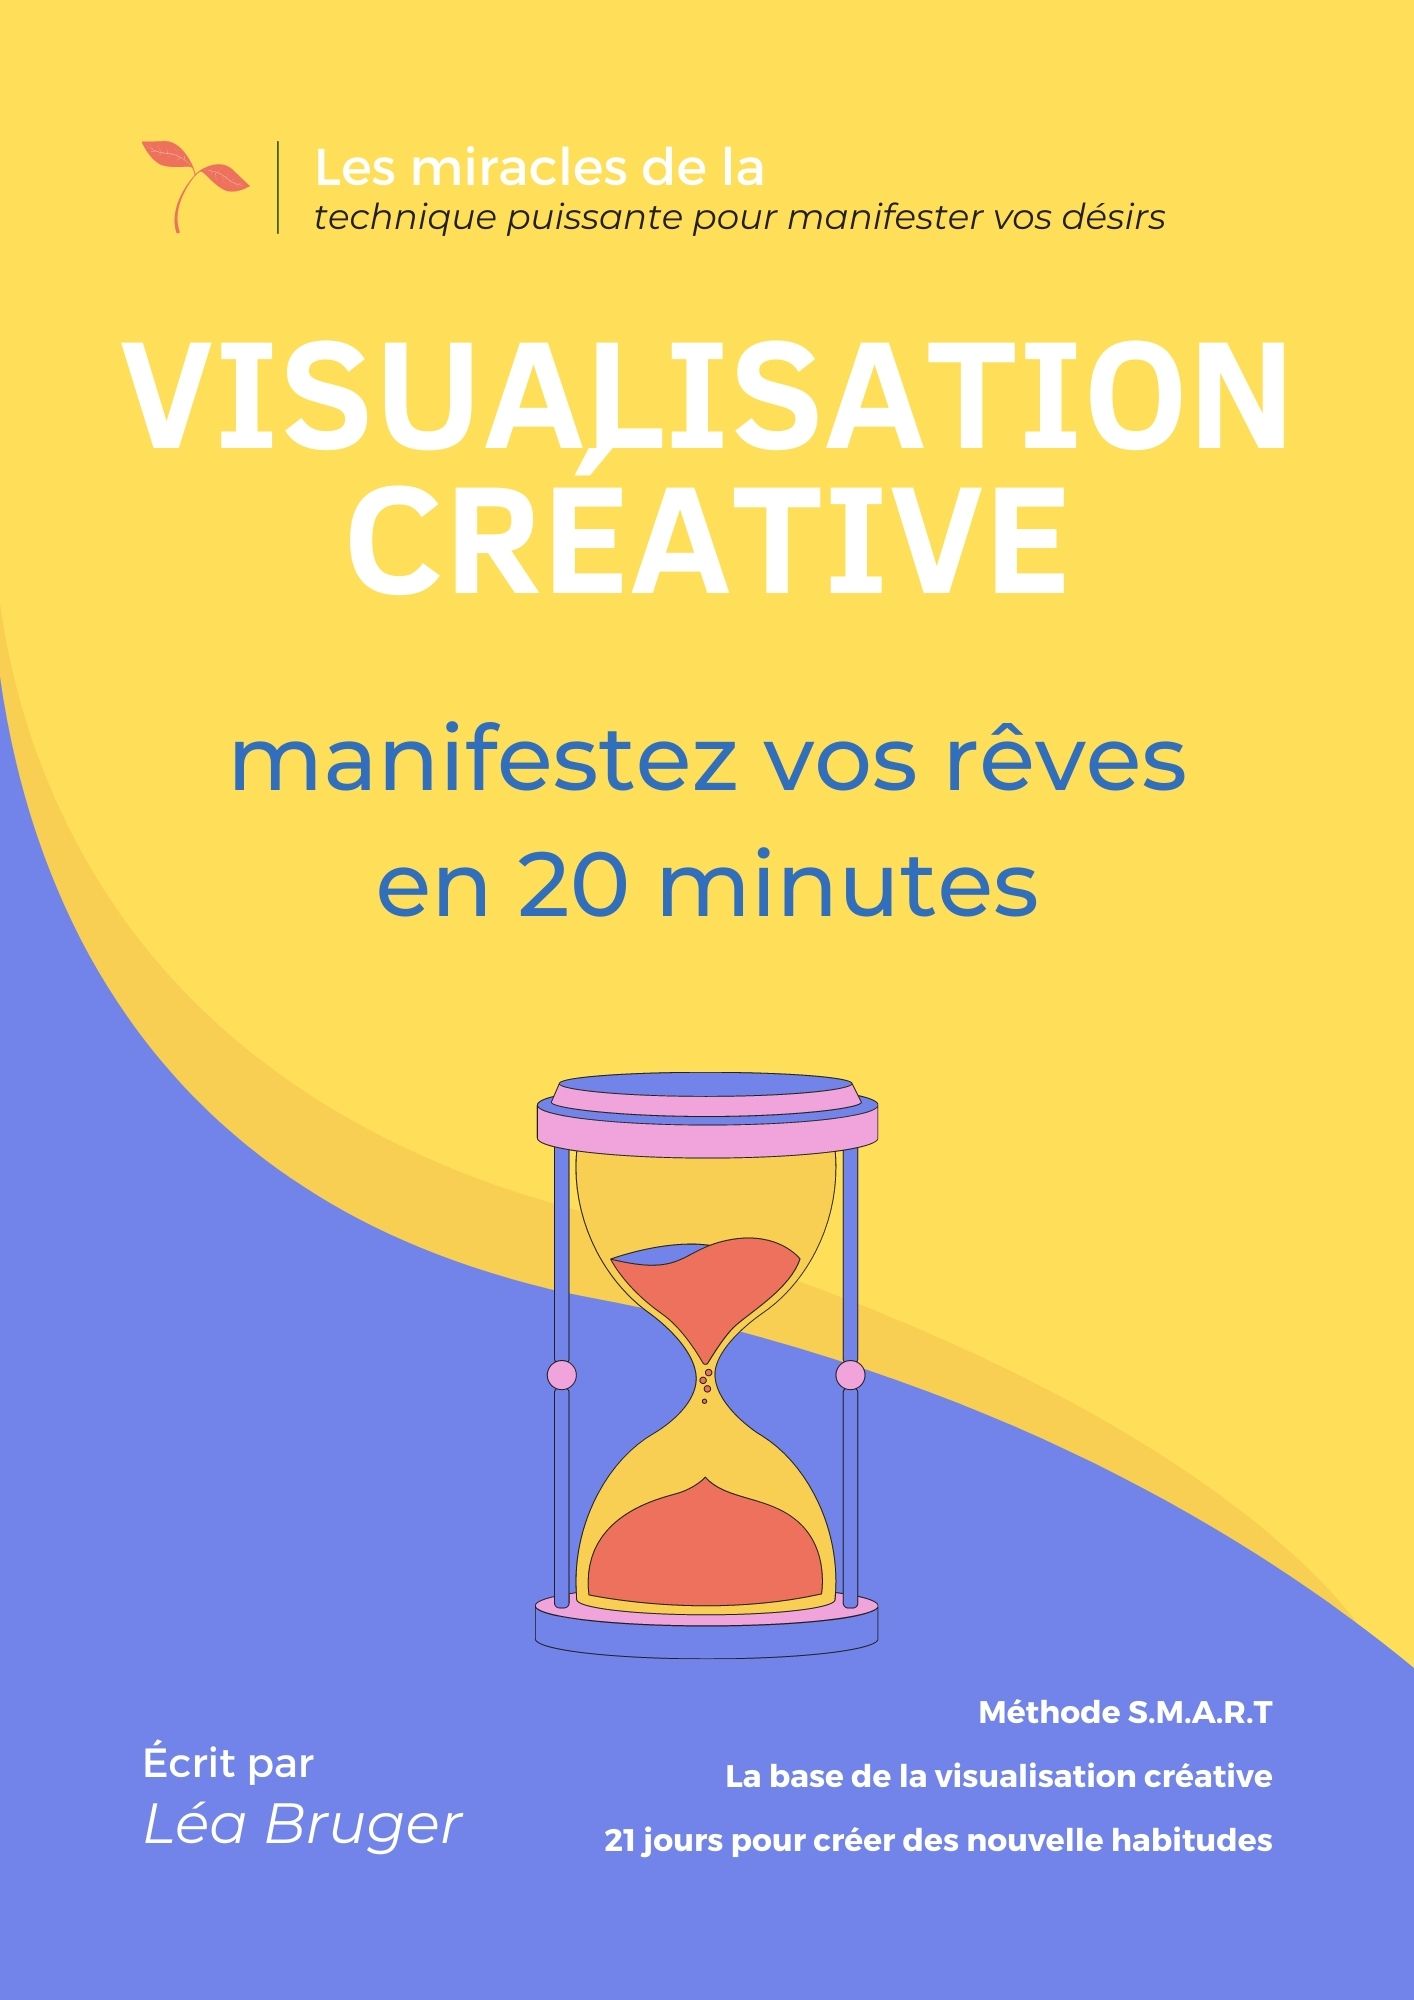 Les miracles de la
technique puissante pour manifester vos désirs
VISUALISATION
CRÉATIVE
manifestez vos rêves
en 20 minutes
Méthode S.M.A.R.T
La base de la visualisation créative
21 jours pour créer des nouvelle habitudes
Écrit par
Léa Bruger